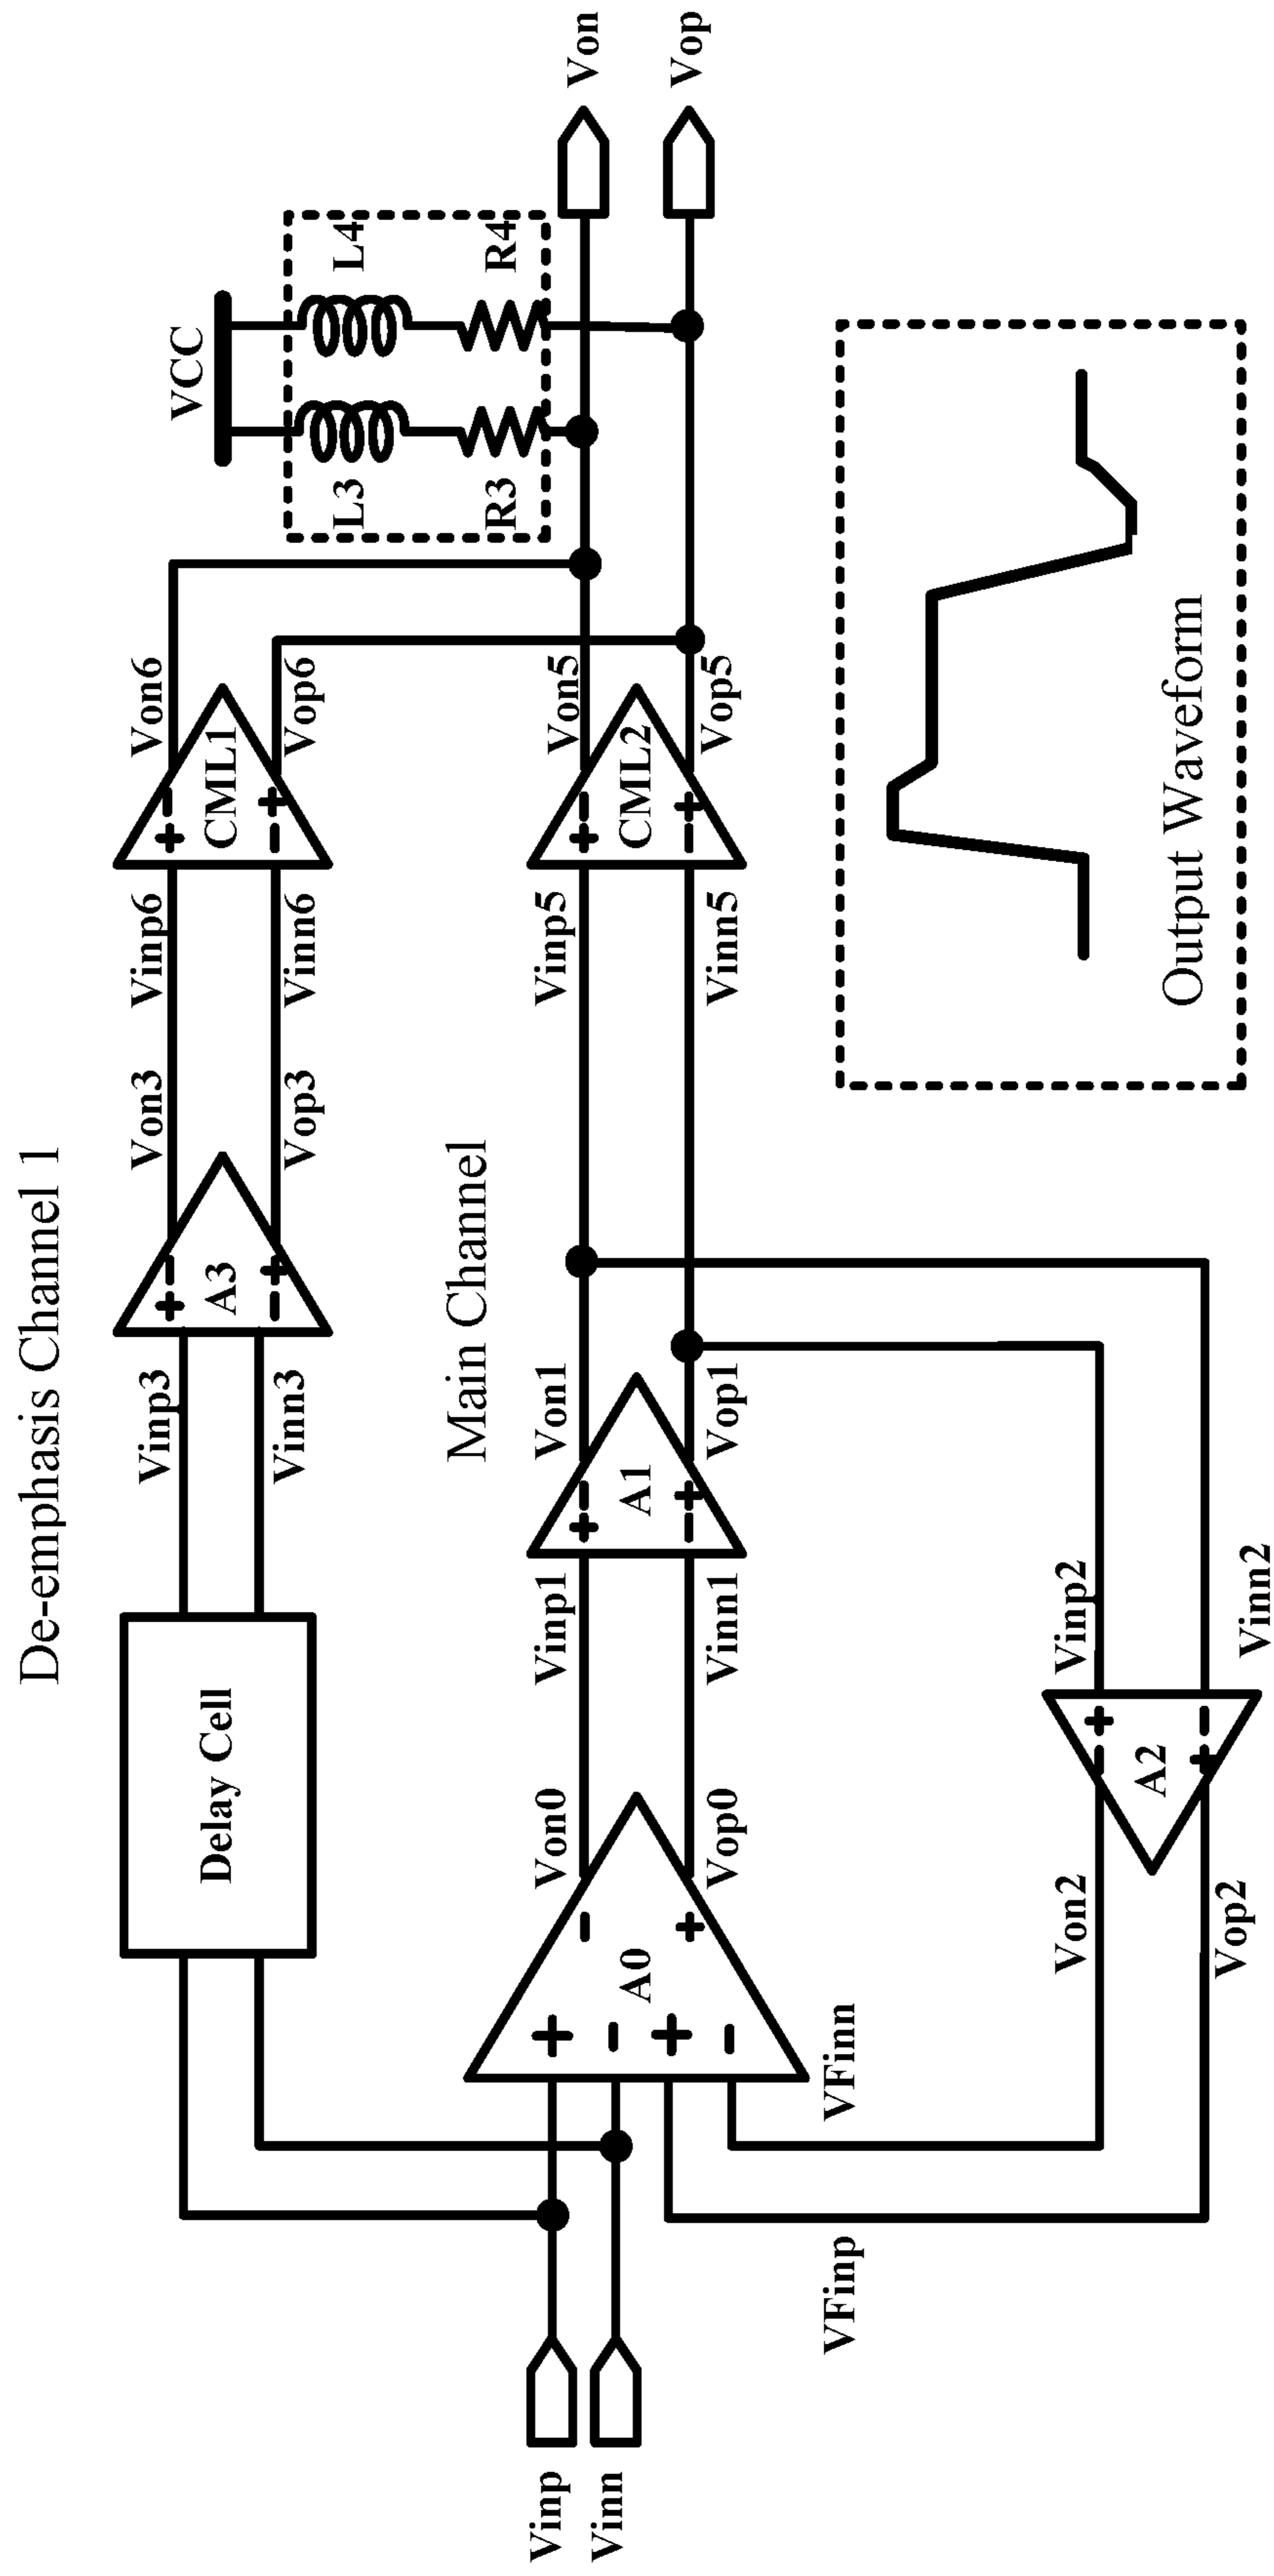 De-emphasis Channel 1
VCC
L3
L4
R3
R4
Delay Cell
Vinp3
Vinn3
+ −
A3
− +
Von3
Vop3
Vinp6
Vinn6
+ −
CML1
− +
Von6
Vop6
Main Channel
Vinp
Vinn
+
−
+
−
A0
−
+
Von0
Vop0
Vinp1
Vinn1
+ −
A1
− +
Von1
Vop1
Vinp5
Vinn5
+ −
CML2
− +
Von5
Vop5
Von
Vop
VFinp
VFinn
Von2
Vop2
− +
A2
+ −
Vinp2
Vinn2
Output Waveform